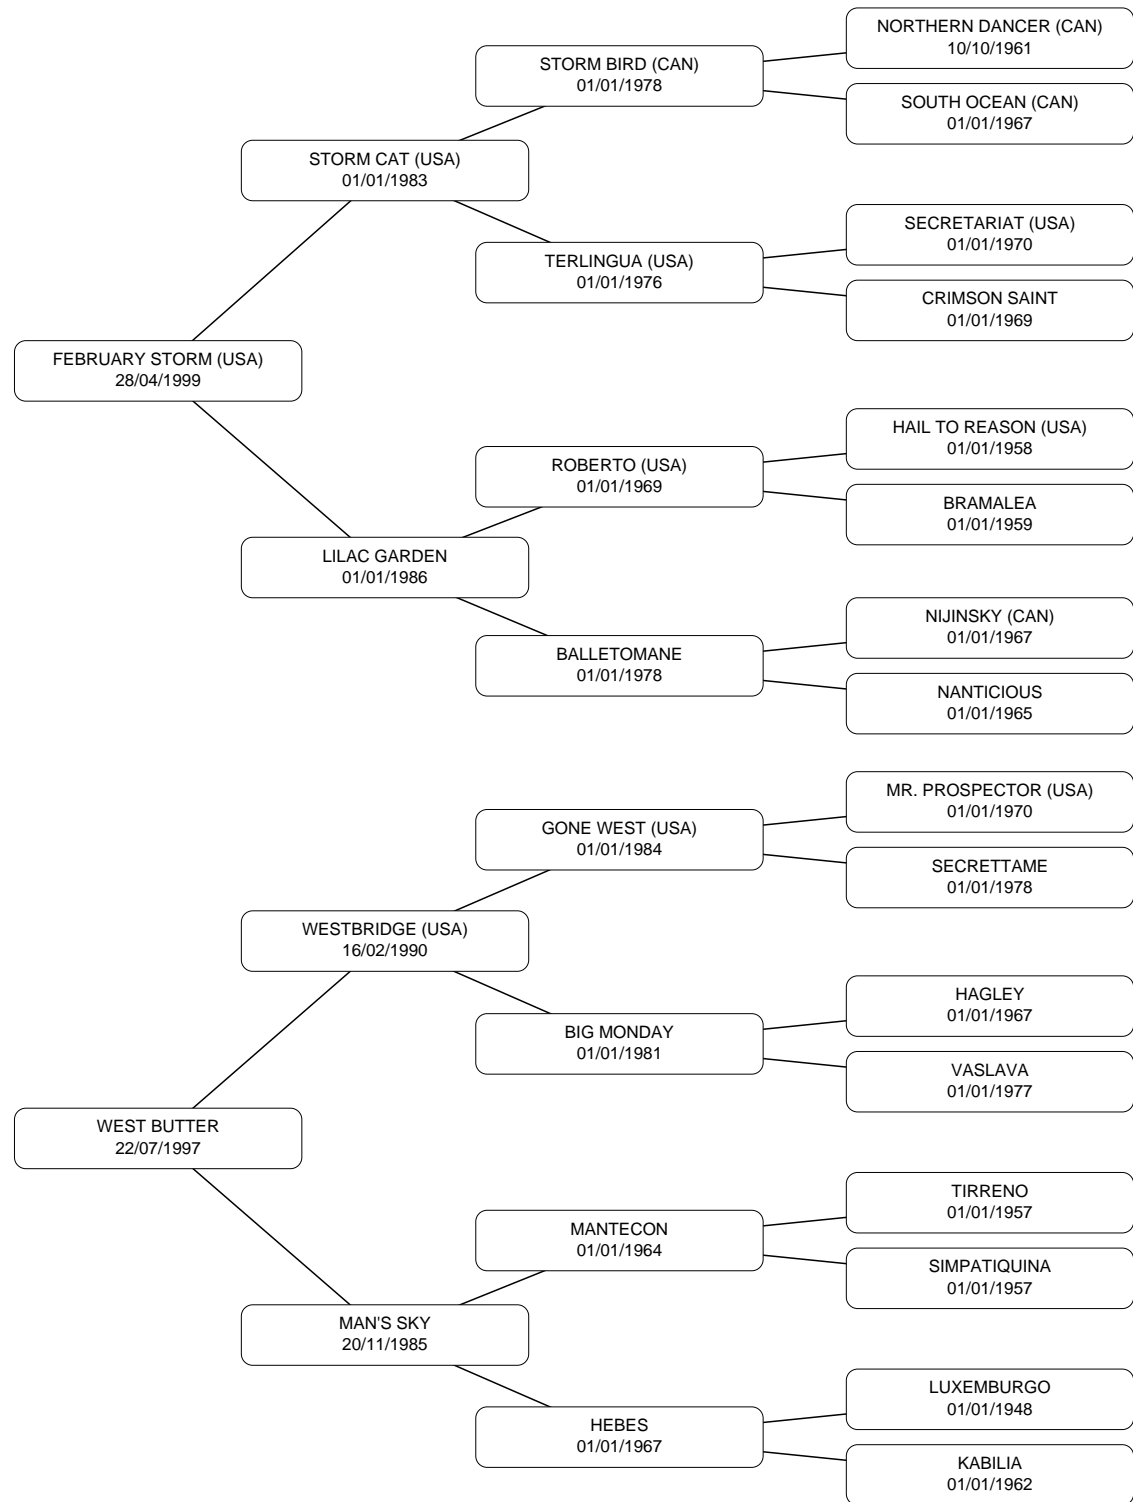 NORTHERN DANCER (CAN)
10/10/1961
STORM BIRD (CAN)
01/01/1978
SOUTH OCEAN (CAN)
01/01/1967
STORM CAT (USA)
01/01/1983
SECRETARIAT (USA)
01/01/1970
TERLINGUA (USA)
01/01/1976
CRIMSON SAINT
01/01/1969
FEBRUARY STORM (USA)
28/04/1999
HAIL TO REASON (USA)
01/01/1958
ROBERTO (USA)
01/01/1969
BRAMALEA
01/01/1959
LILAC GARDEN
01/01/1986
NIJINSKY (CAN)
01/01/1967
BALLETOMANE
01/01/1978
NANTICIOUS
01/01/1965
MR. PROSPECTOR (USA)
01/01/1970
GONE WEST (USA)
01/01/1984
SECRETTAME
01/01/1978
WESTBRIDGE (USA)
16/02/1990
HAGLEY
01/01/1967
BIG MONDAY
01/01/1981
VASLAVA
01/01/1977
WEST BUTTER
22/07/1997
TIRRENO
01/01/1957
MANTECON
01/01/1964
SIMPATIQUINA
01/01/1957
MAN'S SKY
20/11/1985
LUXEMBURGO
01/01/1948
HEBES
01/01/1967
KABILIA
01/01/1962